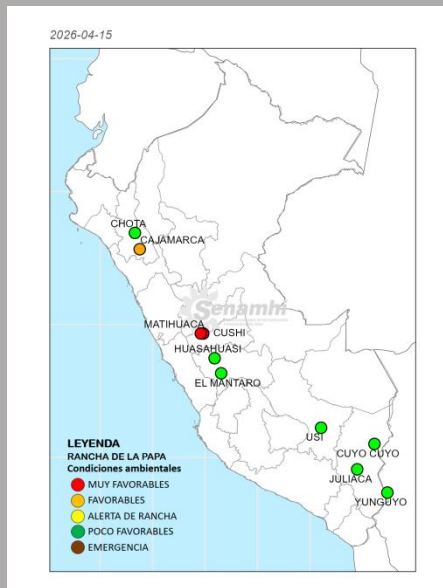 2026-04-15
CHOTA
CAJAMARCA
Senamhi
MATIHUACA
CUSHI
HUASAHUASI
EL MANTARO
USI
CUYO CUYO
JULIACA
YUNGUYO
LEYENDA
RANCHA DE LA PAPA
Condiciones ambientales
MUY FAVORABLES
FAVORABLES
ALERTA DE RANCHA
POCO FAVORABLES
EMERGENCIA